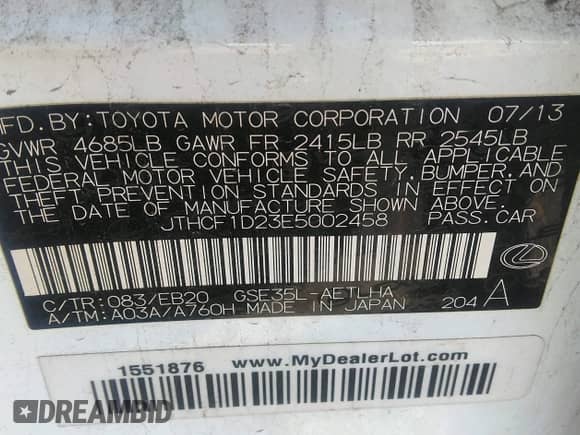 MFD. BY: TOYOTA MOTOR CORPORATION 07/13
GVWR 4685LB GAWR FR 2415LB RR 2545LB
THIS VEHICLE CONFORMS TO ALL APPLICABLE
FEDERAL MOTOR VEHICLE SAFETY, BUMPER, AND
THEFT PREVENTION STANDARDS IN EFFECT ON
THE DATE OF MANUFACTURE SHOWN ABOVE.
JTHCF1D23E5002458 PASS. CAR
C/TR: 083/EB20 GSE35L-AETLHA
A/TM: A03A/A760H MADE IN JAPAN 204 A
1551876 www.MyDealerLot.com
DREAMBID